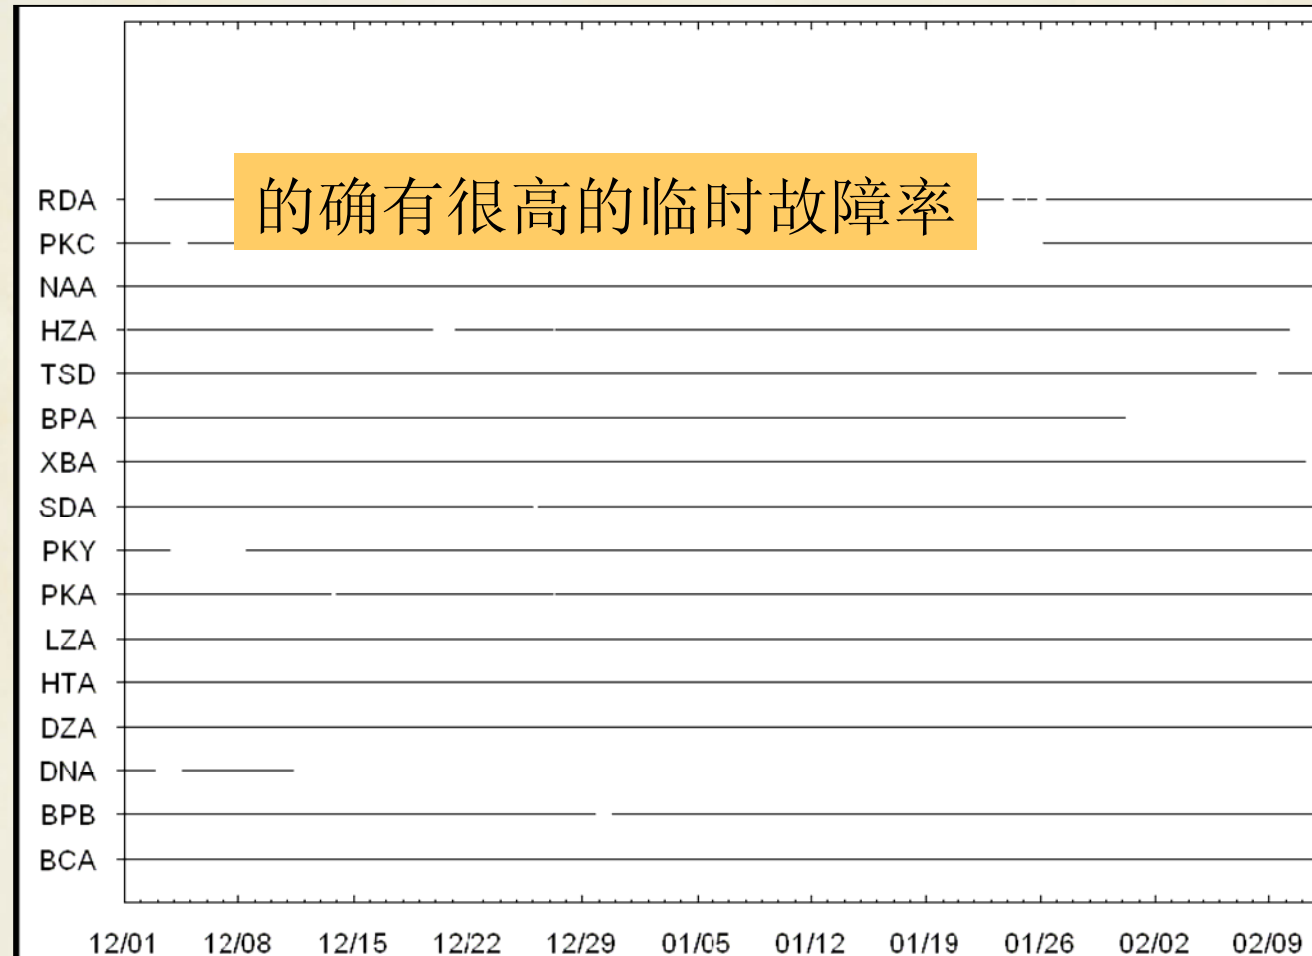 的确有很高的临时故障率
RDA
PKC
NAA
HZA
TSD
BPA
XBA
SDA
PKY
PKA
LZA
HTA
DZA
DNA
BPB
BCA
12/01 12/08 12/15 12/22 12/29 01/05 01/12 01/19 01/26 02/02 02/09